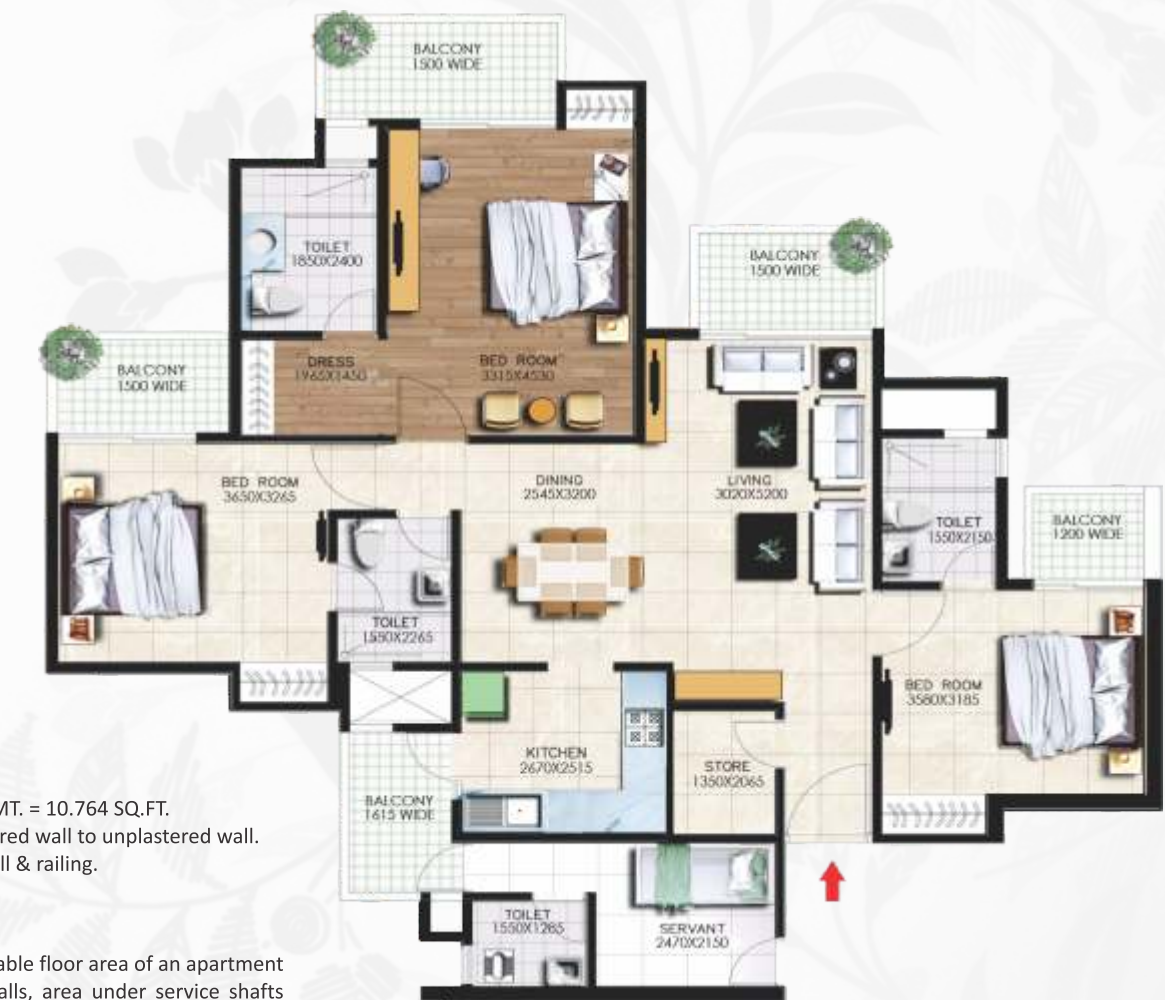 BALCONY
1500 WIDE
TOILET
1850X2400
BALCONY
1500 WIDE
BALCONY
1500 WIDE
DRESS
1965X1450
BED ROOM
3315X4530
BED ROOM
3650X3265
DINING
2545X3200
LIVING
3020X5200
TOILET
1550X2150
BALCONY
1200 WIDE
TOILET
1550X2265
BED ROOM
3580X3185
KITCHEN
2670X2515
STORE
1350X2065
BALCONY
1615 WIDE
MT. = 10.764 SQ.FT.
red wall to unplastered wall.
ll & railing.
TOILET
1550X1285
SERVANT
2470X2150
able floor area of an apartment
alls, area under service shafts